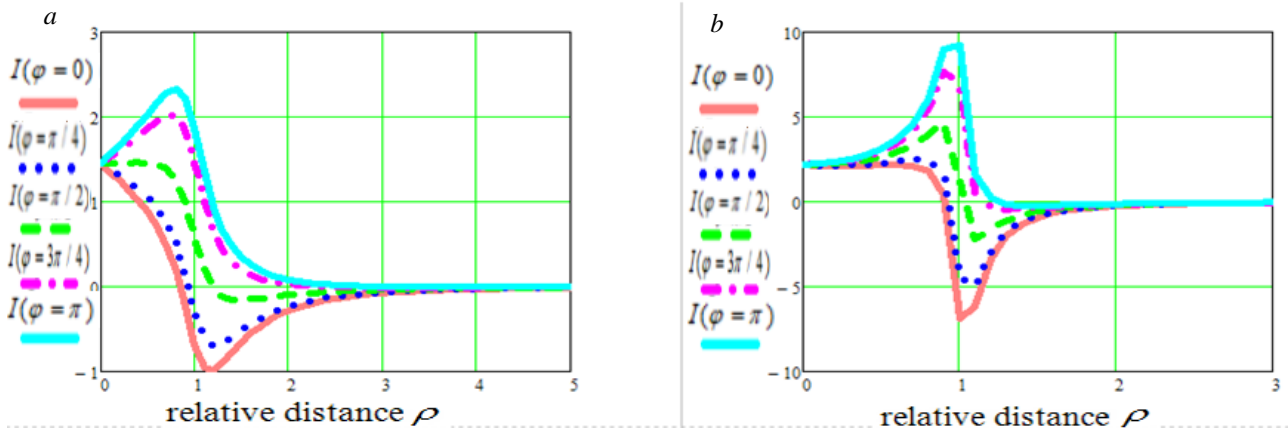 a
3
2
1
0
−1
I(φ=0)
I(φ=π/4)
I(φ=π/2)
I(φ=3π/4)
I(φ=π)
0 1 2 3 4 5
relative distance ρ
b
10
5
0
−5
−10
I(φ=0)
I(φ=π/4)
I(φ=π/2)
I(φ=3π/4)
I(φ=π)
0 1 2 3
relative distance ρ